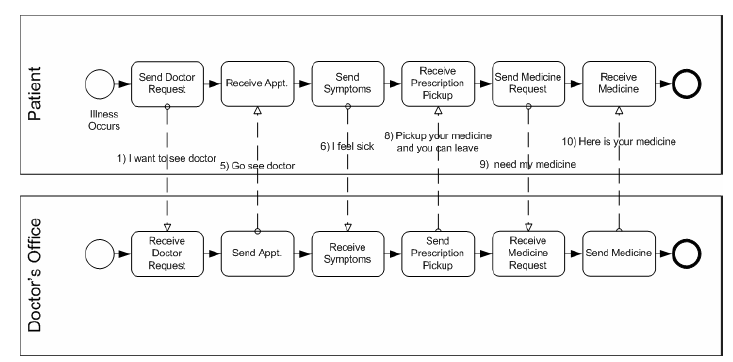 Patient
Send Doctor
Request
Receive Appt.
Send
Symptoms
Receive
Prescription
Pickup
Send Medicine
Request
Receive
Medicine
Illness
Occurs
1) I want to see doctor
5) Go see doctor
6) I feel sick
8) Pickup your medicine
and you can leave
9) need my medicine
10) Here is your medicine
Doctor's Office
Receive
Doctor
Request
Send Appt.
Receive
Symptoms
Send
Prescription
Pickup
Receive
Medicine
Request
Send Medicine